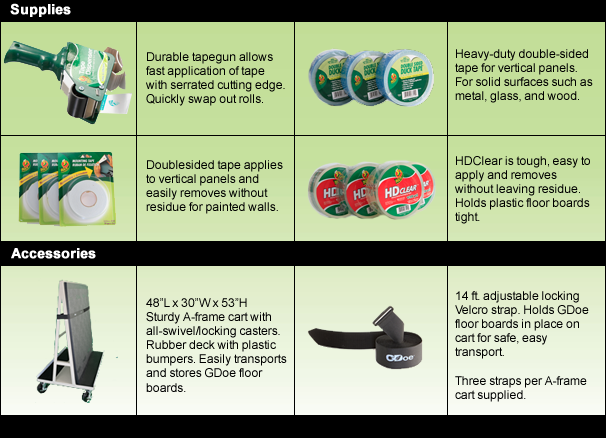 Supplies
Durable tapegun allows
fast application of tape
with serrated cutting edge.
Quickly swap out rolls.
Heavy-duty double-sided
tape for vertical panels.
For solid surfaces such as
metal, glass, and wood.
Doublesided tape applies
to vertical panels and
easily removes without
residue for painted walls.
HDClear is tough, easy to
apply and removes
without leaving residue.
Holds plastic floor boards
tight.
HDCLEAR
Accessories
48"L x 30"W x 53"H
Sturdy A-frame cart with
all-swivel/locking casters.
Rubber deck with plastic
bumpers. Easily transports
and stores GDoe floor
boards.
GDoe
14 ft. adjustable locking
Velcro strap. Holds GDoe
floor boards in place on
cart for safe, easy
transport.
Three straps per A-frame
cart supplied.